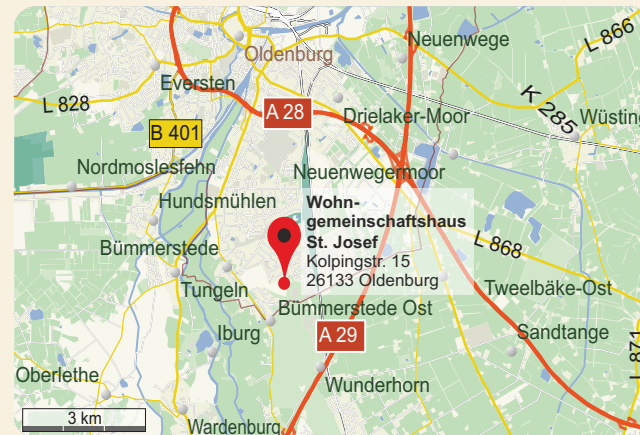 Neuenwege
L 866
Oldenburg
Eversten
K 285
L 828
A 28
Drielaker-Moor
Wüsting
B 401
Nordmoslesfehn
Neuenwegermoor
Hundsmühlen
Wohn-
gemeinschaftshaus
St. Josef
Kolpingstr. 15
26133 Oldenburg
L 868
Bümmerstede
Tungeln
Tweelbäke-Ost
Bümmerstede Ost
Iburg
A 29
Sandtange
L 871
Oberlethe
Wunderhorn
3 km
Wardenburg